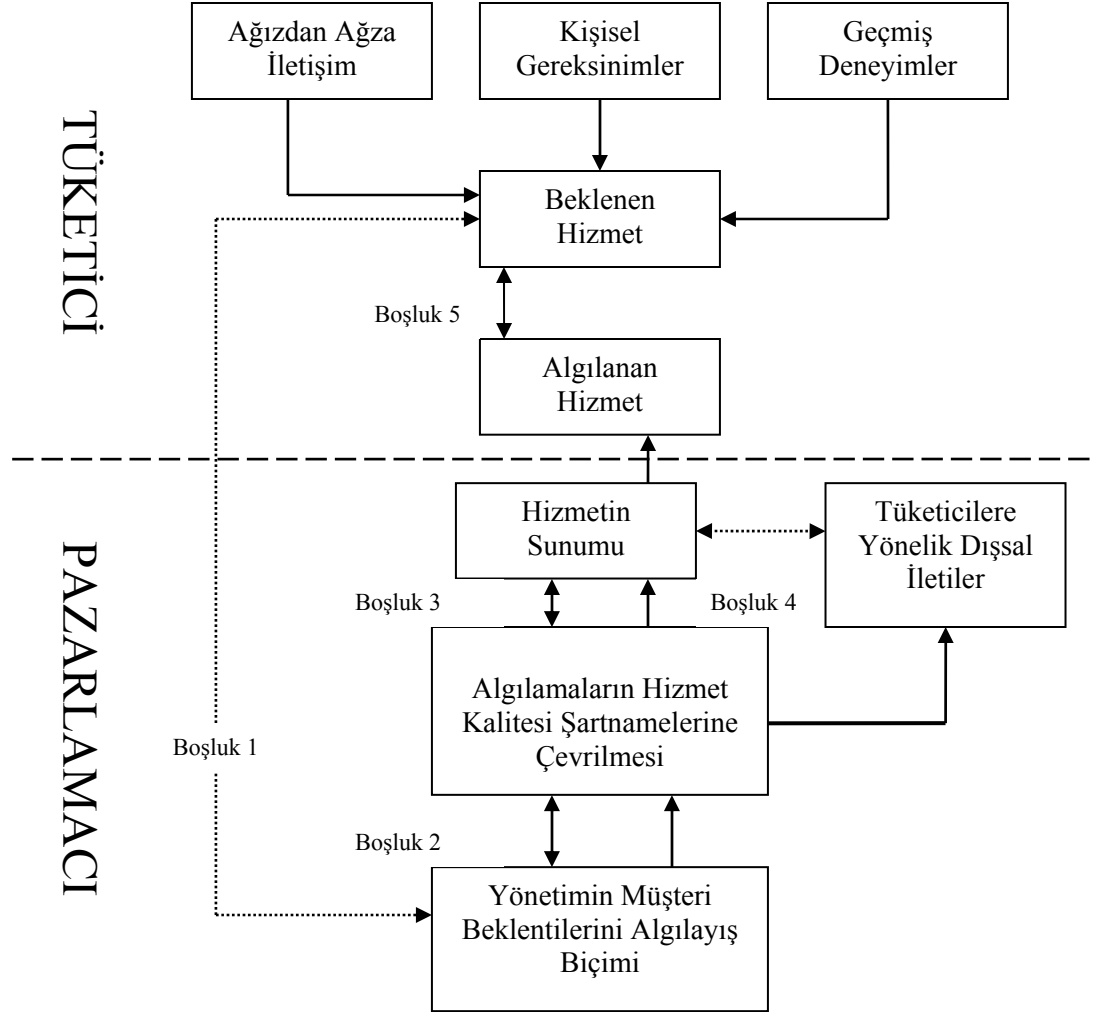 Ağızdan Ağza
İletişim
Kişisel
Gereksinimler
Geçmiş
Deneyimler
TÜKETİCİ
Beklenen
Hizmet
Boşluk 5
Algılanan
Hizmet
PAZARLAMACI
Hizmetin
Sunumu
Tüketicilere
Yönelik Dışsal
İletiler
Boşluk 3
Boşluk 4
Algılamaların Hizmet
Kalitesi Şartnamelerine
Çevrilmesi
Boşluk 1
Boşluk 2
Yönetimin Müşteri
Beklentilerini Algılayış
Biçimi